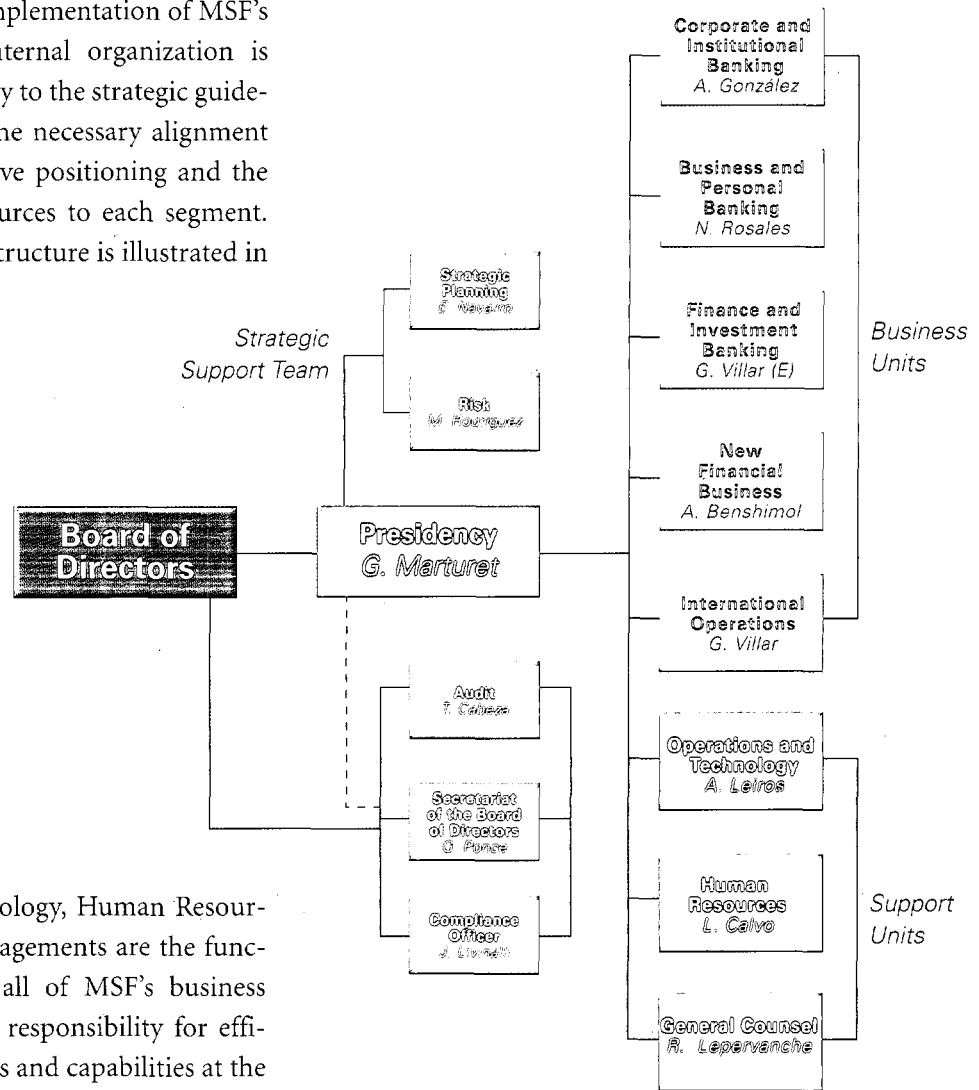 mplementation of MSF's
nternal organization is
y to the strategic guide-
he necessary alignment
ve positioning and the
urces to each segment.
tructure is illustrated in
Strategic
Support Team
Strategic
Planning
E. Navarro
Risk
M. Rodríguez
Board of
Directors
Presidency
G. Marturet
Audit
T. Cabeza
Secretariat
of the Board
of Directors
O. Ponce
Compliance
Officer
J.
Corporate and
Institutional
Banking
A. González
Business and
Personal
Banking
N. Rosales
Finance and
Investment
Banking
G. Villar (E)
New
Financial
Business
A. Benshimol
International
Operations
G. Villar
Business
Units
Operations and
Technology
A. Leiros
Human
Resources
L. Calvo
General Counsel
R. Lepervanche
Support
Units
ology, Human Resour-
agements are the func-
all of MSF's business
responsibility for effi-
s and capabilities at the